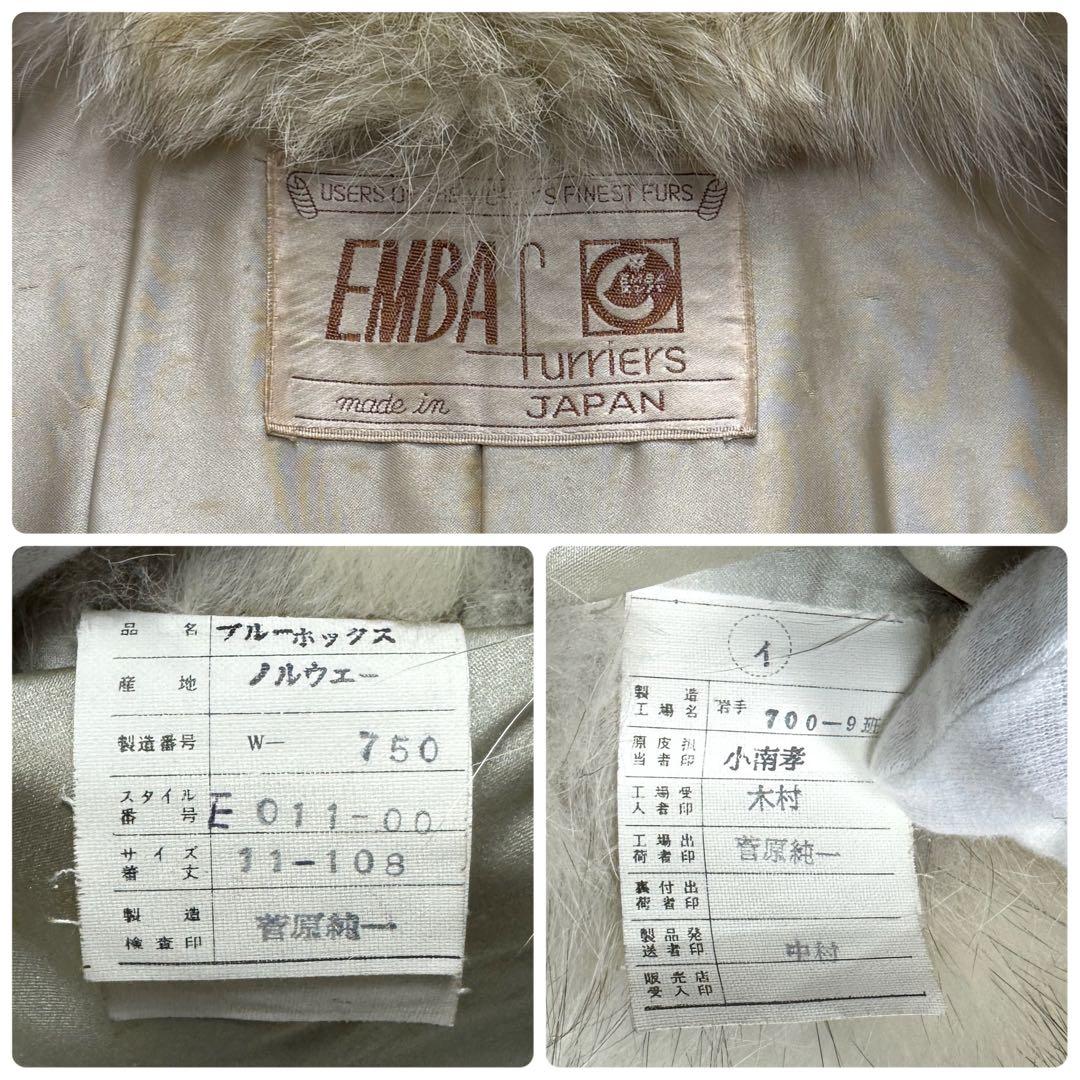 USERS OF THE WORLD'S FINEST FURS
EMBA furriers
EMBA
made in JAPAN
品名 ブルーホックス
産地 ノルウェー
製造番号 W- 750
スタイル番号 E 011-00
サイズ着丈 11-108
製造検査印 菅原純一
イ
製造工場名 岩手 700-9班
原皮担当者印 小南孝
工場受入者印 木村
工場出荷者印 菅原純一
裏付出荷者印
製品発送者印 中村
販売店受入印